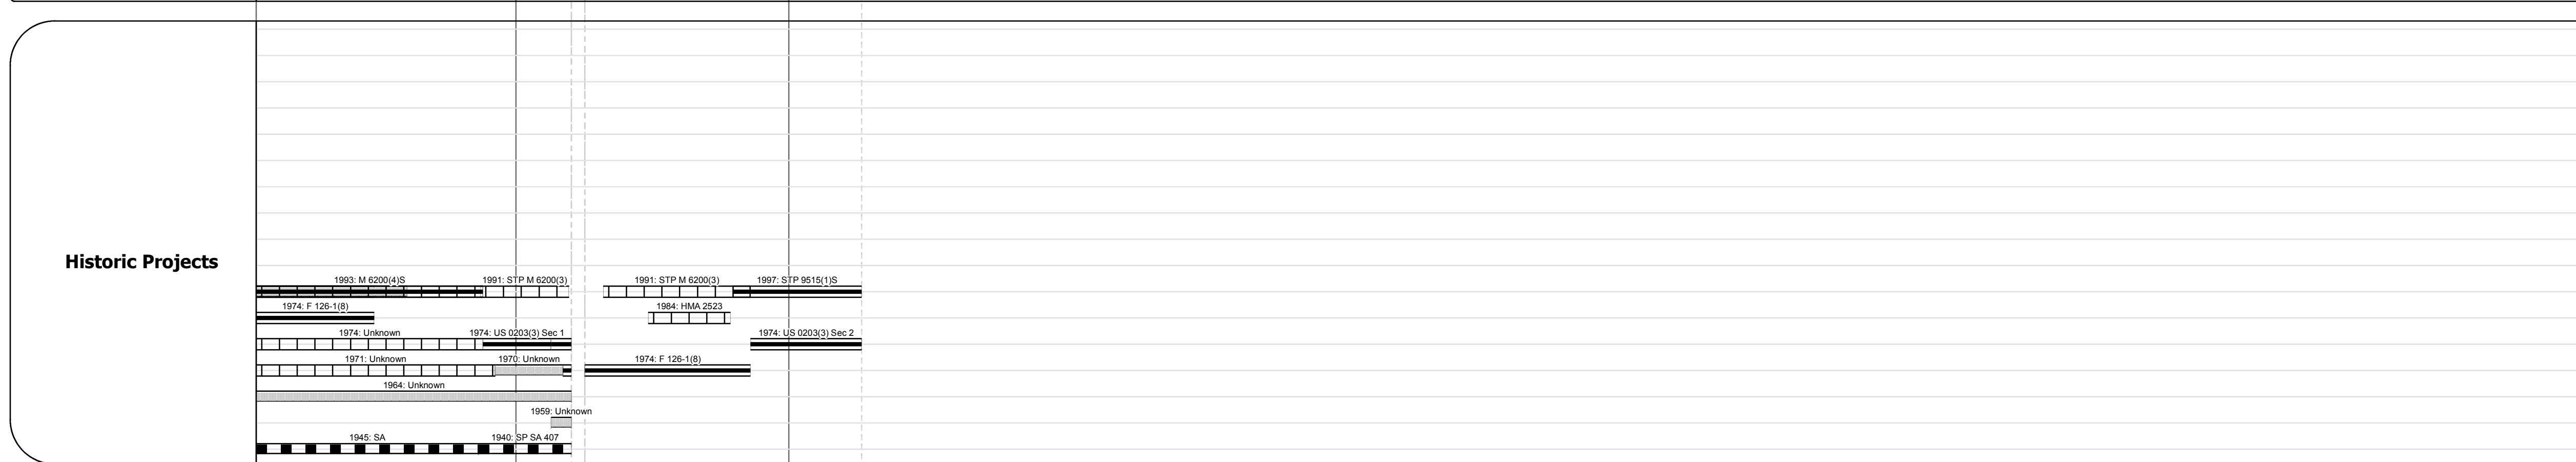 Historic Projects
1993: M 6200(4)S 1991: STP M 6200(3) 1991: STP M 6200(3) 1997: STP 9515(1)S
1974: F 126-1(8) 1984: HMA 2523
1974: Unknown 1974: US 0203(3) Sec 1 1974: US 0203(3) Sec 2
1971: Unknown 1970: Unknown 1974: F 126-1(8)
1964: Unknown
1959: Unknown
1945: SA 1940: SP SA 407